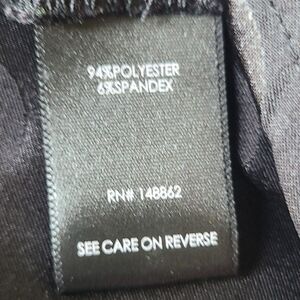 94%POLYESTER
6%SPANDEX
RN# 148862
SEE CARE ON REVERSE